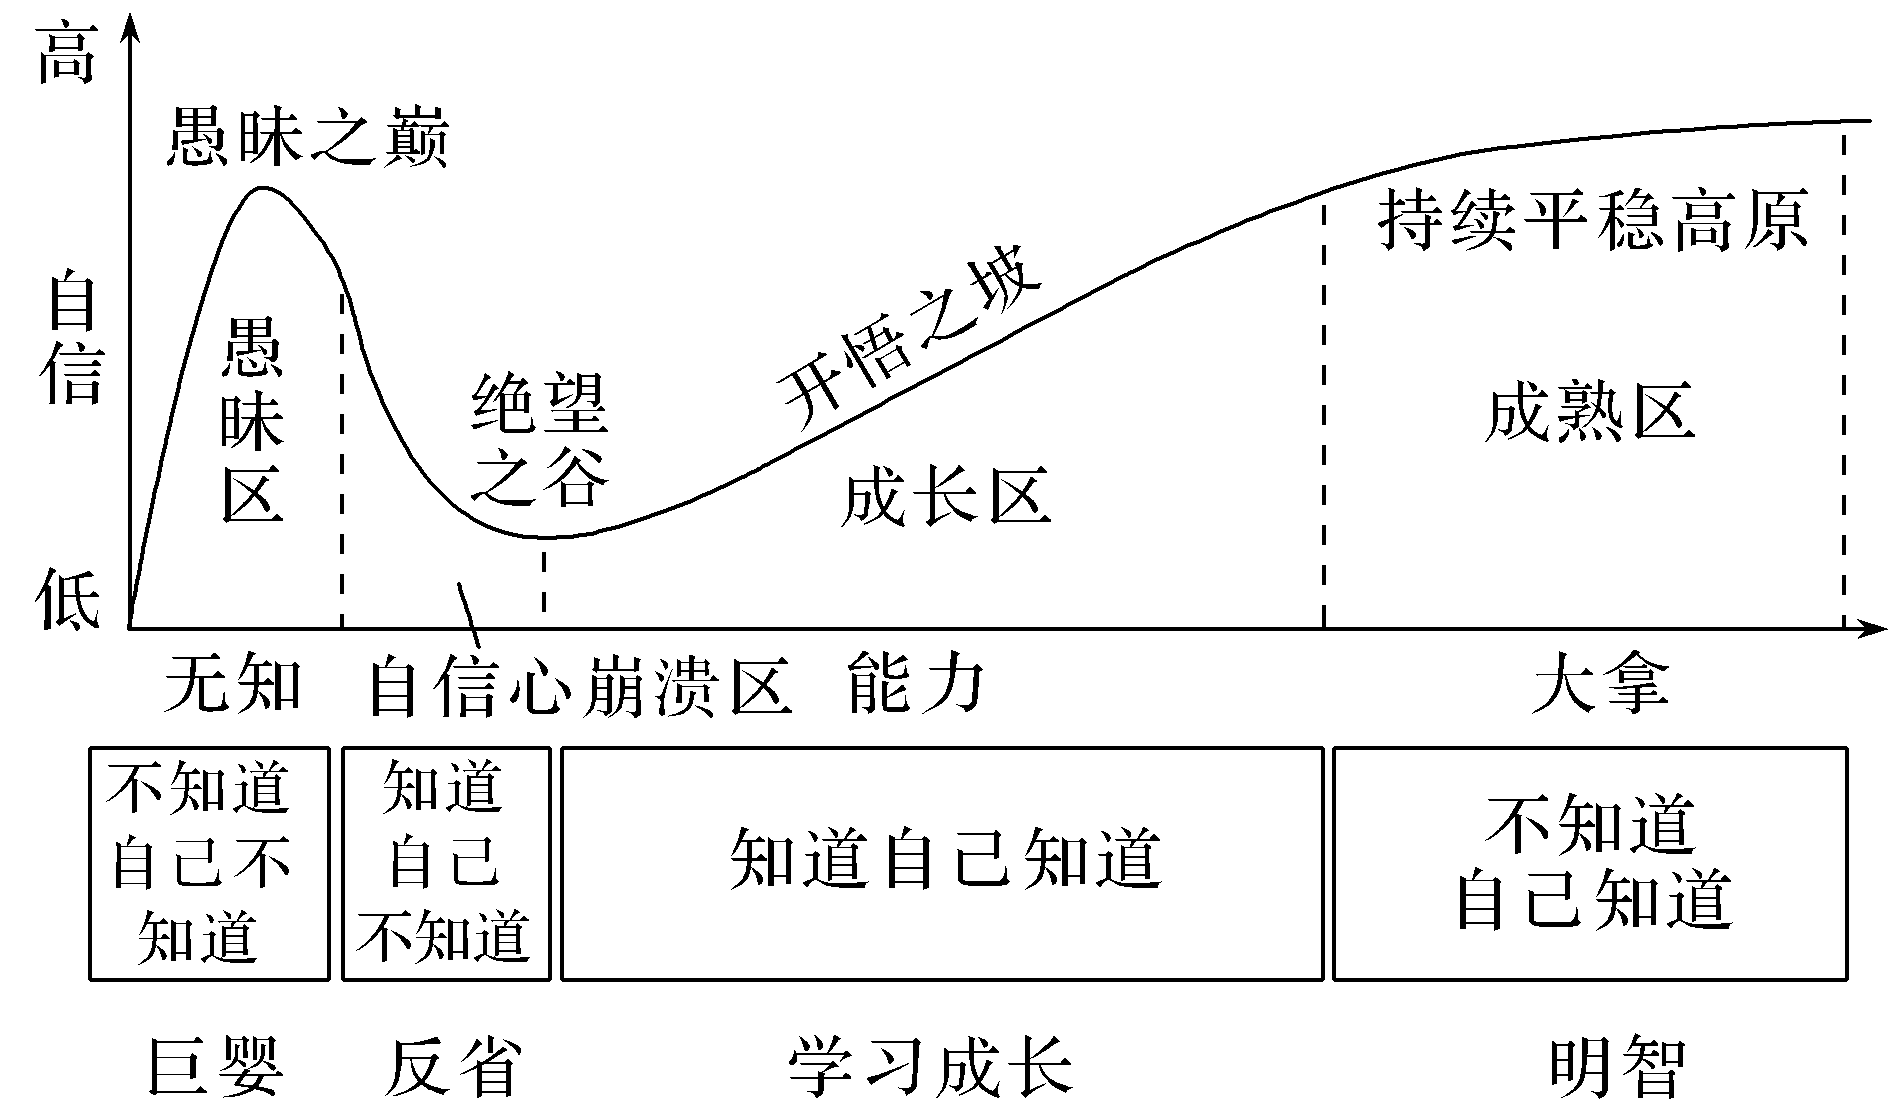 高
愚昧之巅
持续平稳高原
自信
愚昧区
绝望
之谷
开悟之坡
成长区
成熟区
低
无知
自信心崩溃区
能力
大拿
不知道
自己不
知道
知道
自己
不知道
知道自己知道
不知道
自己知道
巨婴
反省
学习成长
明智